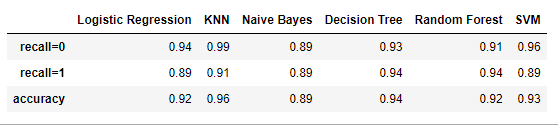 Logistic Regression KNN Naive Bayes Decision Tree Random Forest SVM
recall=0 0.94 0.99 0.89 0.93 0.91 0.96
recall=1 0.89 0.91 0.89 0.94 0.94 0.89
accuracy 0.92 0.96 0.89 0.94 0.92 0.93